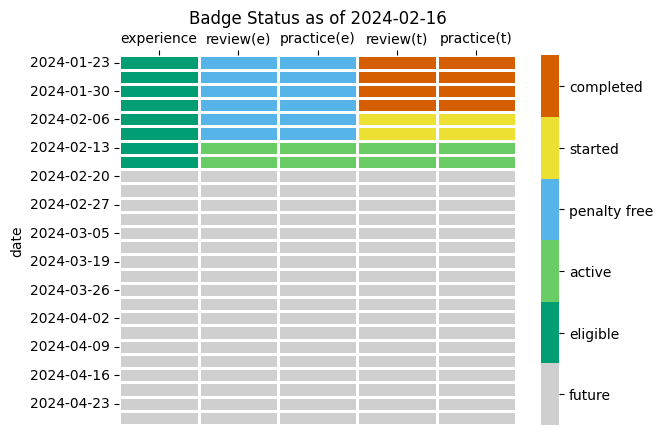 Badge Status as of 2024-02-16
experience review(e) practice(e) review(t) practice(t)
2024-01-23
2024-01-30
2024-02-06
2024-02-13
2024-02-20
2024-02-27
2024-03-05
2024-03-19
2024-03-26
2024-04-02
2024-04-09
2024-04-16
2024-04-23
date
completed
started
penalty free
active
eligible
future